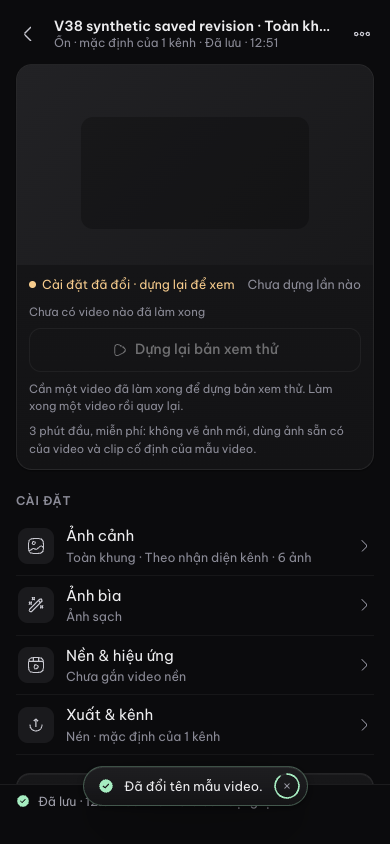 V38 synthetic saved revision · Toàn kh...
Ổn · mặc định của 1 kênh · Đã lưu · 12:51
Cài đặt đã đổi · dựng lại để xem
Chưa dựng lần nào
Chưa có video nào đã làm xong
Dựng lại bản xem thử
Cần một video đã làm xong để dựng bản xem thử. Làm
xong một video rồi quay lại.
3 phút đầu, miễn phí: không vẽ ảnh mới, dùng ảnh sẵn có
của video và clip cố định của mẫu video.
CÀI ĐẶT
Ảnh cảnh
Toàn khung · Theo nhận diện kênh · 6 ảnh
Ảnh bìa
Ảnh sạch
Nền & hiệu ứng
Chưa gắn video nền
Xuất & kênh
Nén · mặc định của 1 kênh
Đã đổi tên mẫu video.
Đã lưu ·